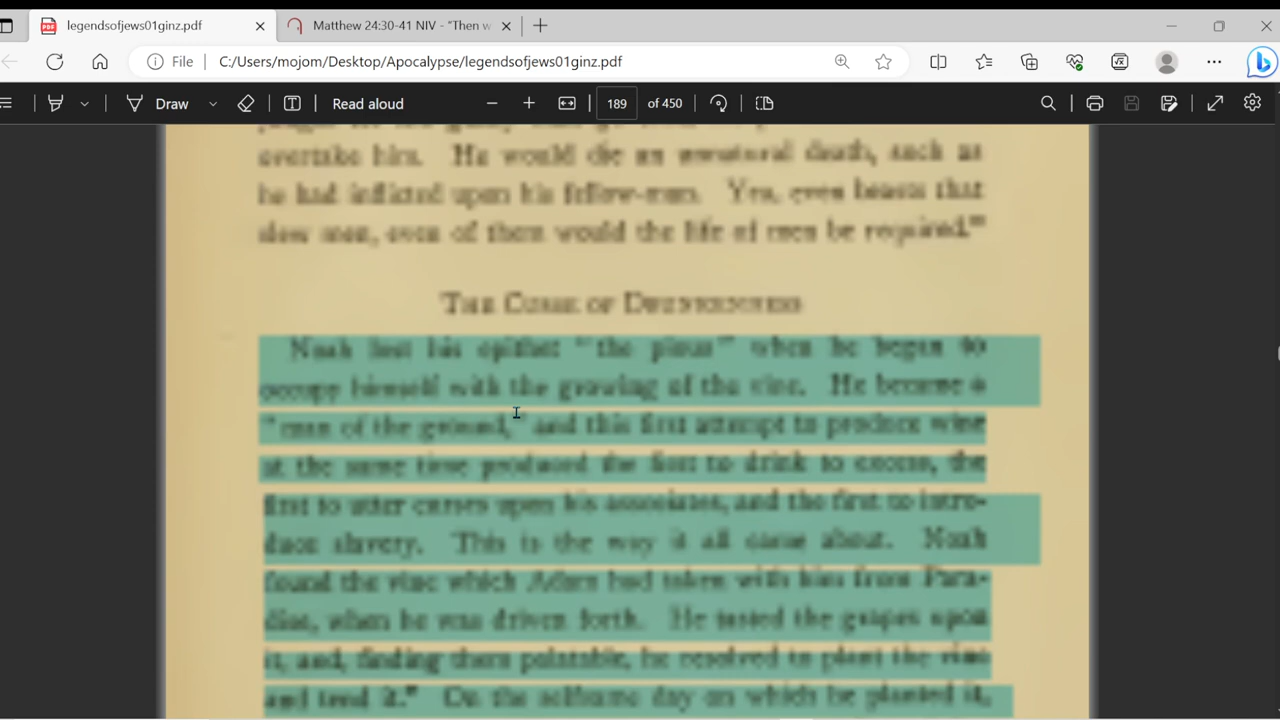 legendsofjews01ginz.pdf
Matthew 24:30-41 NIV - "Then w
File C:/Users/mojom/Desktop/Apocalypse/legendsofjews01ginz.pdf
Draw Read aloud 189 of 450
overtake him. He would die an unnatural death, such as
he had inflicted upon his fellow-man. Yea, even beasts that
slew men, even of them would the life of men be required."
THE CURSE OF DRUNKENNESS
Noah lost his epithet "the pious" when he began to
occupy himself with the growing of the vine. He became a
"man of the ground," and this first attempt to produce wine
at the same time produced the first to drink to excess, the
first to utter curses upon his associates, and the first to intro-
duce slavery. This is the way it all came about. Noah
found the vine which Adam had taken with him from Para-
dise, when he was driven forth. He tasted the grapes upon
it, and, finding them palatable, he resolved to plant the vine
and tend it." On the selfsame day on which he planted it,